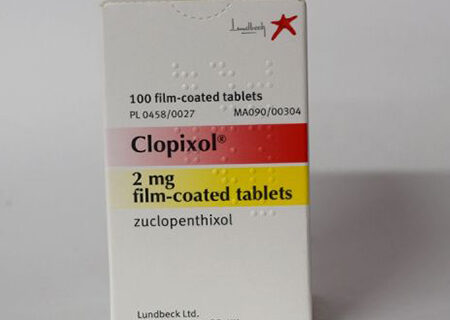 Lundbeck
100 film-coated tablets
PL 0458/0027 MA090/00304
Clopixol®
2 mg
film-coated tablets
zuclopenthixol
Lundbeck Ltd.